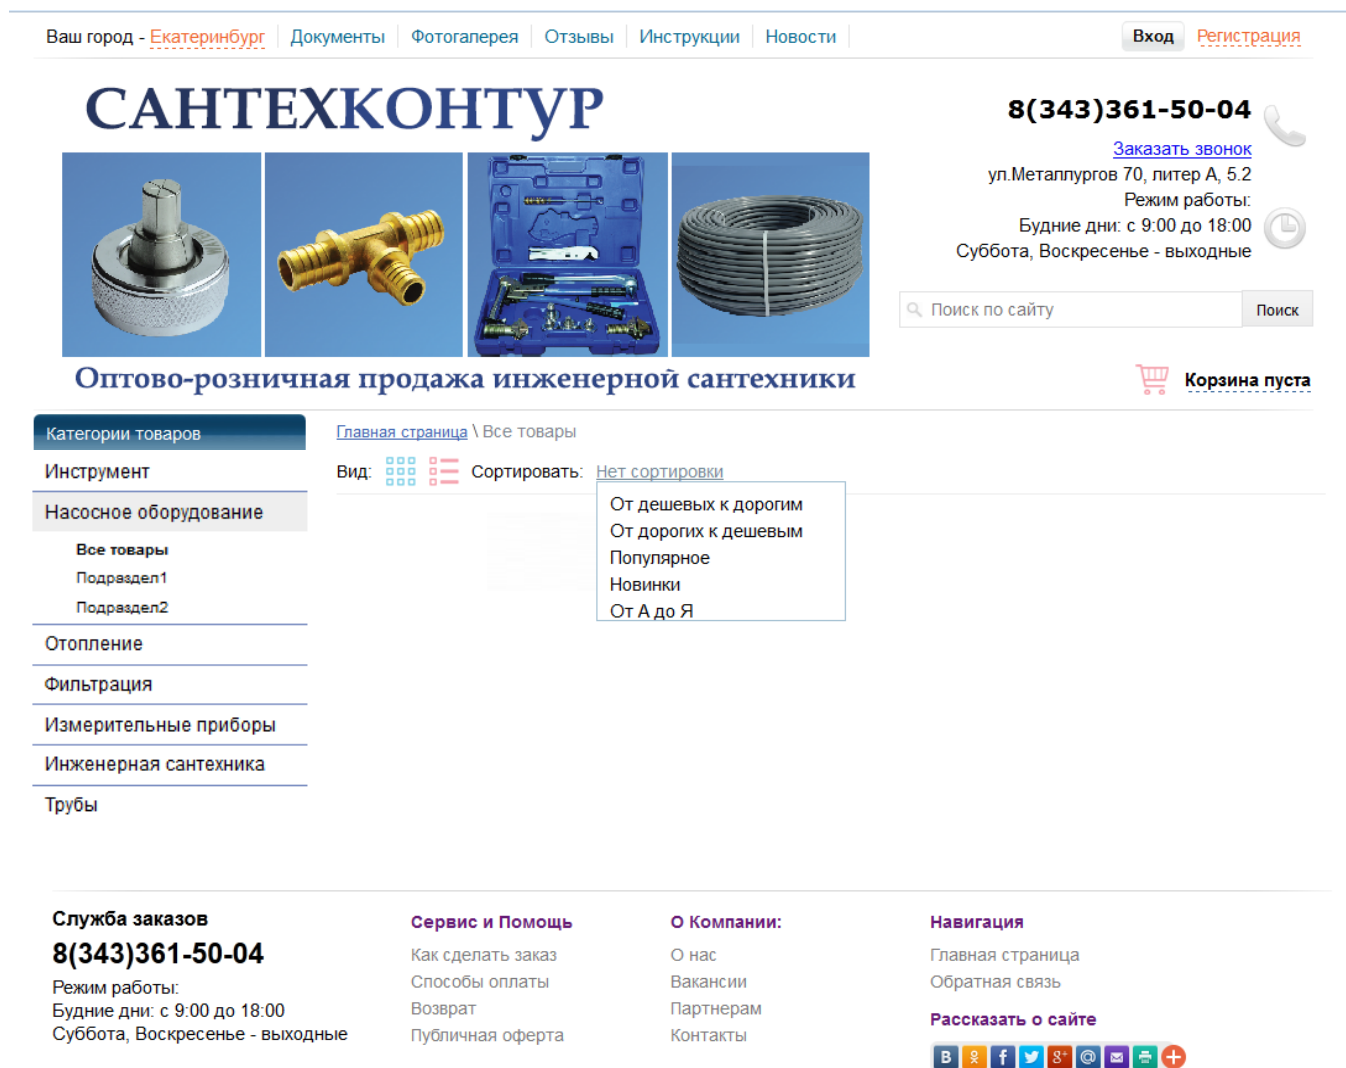 Ваш город - Екатеринбург Документы Фотогалерея Отзывы Инструкции Новости Вход Регистрация
САНТЕХКОНТУР
8(343)361-50-04
Заказать звонок
ул.Металлургов 70, литер А, 5.2
Режим работы:
Будние дни: с 9:00 до 18:00
Суббота, Воскресенье - выходные
Поиск по сайту Поиск
Оптово-розничная продажа инженерной сантехники
Корзина пуста
Категории товаров
Инструмент
Насосное оборудование
Все товары
Подраздел1
Подраздел2
Отопление
Фильтрация
Измерительные приборы
Инженерная сантехника
Трубы
Главная страница \ Все товары
Вид: Сортировать: Нет сортировки
От дешевых к дорогим
От дорогих к дешевым
Популярное
Новинки
От А до Я
Служба заказов
8(343)361-50-04
Режим работы:
Будние дни: с 9:00 до 18:00
Суббота, Воскресенье - выходные
Сервис и Помощь
Как сделать заказ
Способы оплаты
Возврат
Публичная оферта
О Компании:
О нас
Вакансии
Партнерам
Контакты
Навигация
Главная страница
Обратная связь
Рассказать о сайте